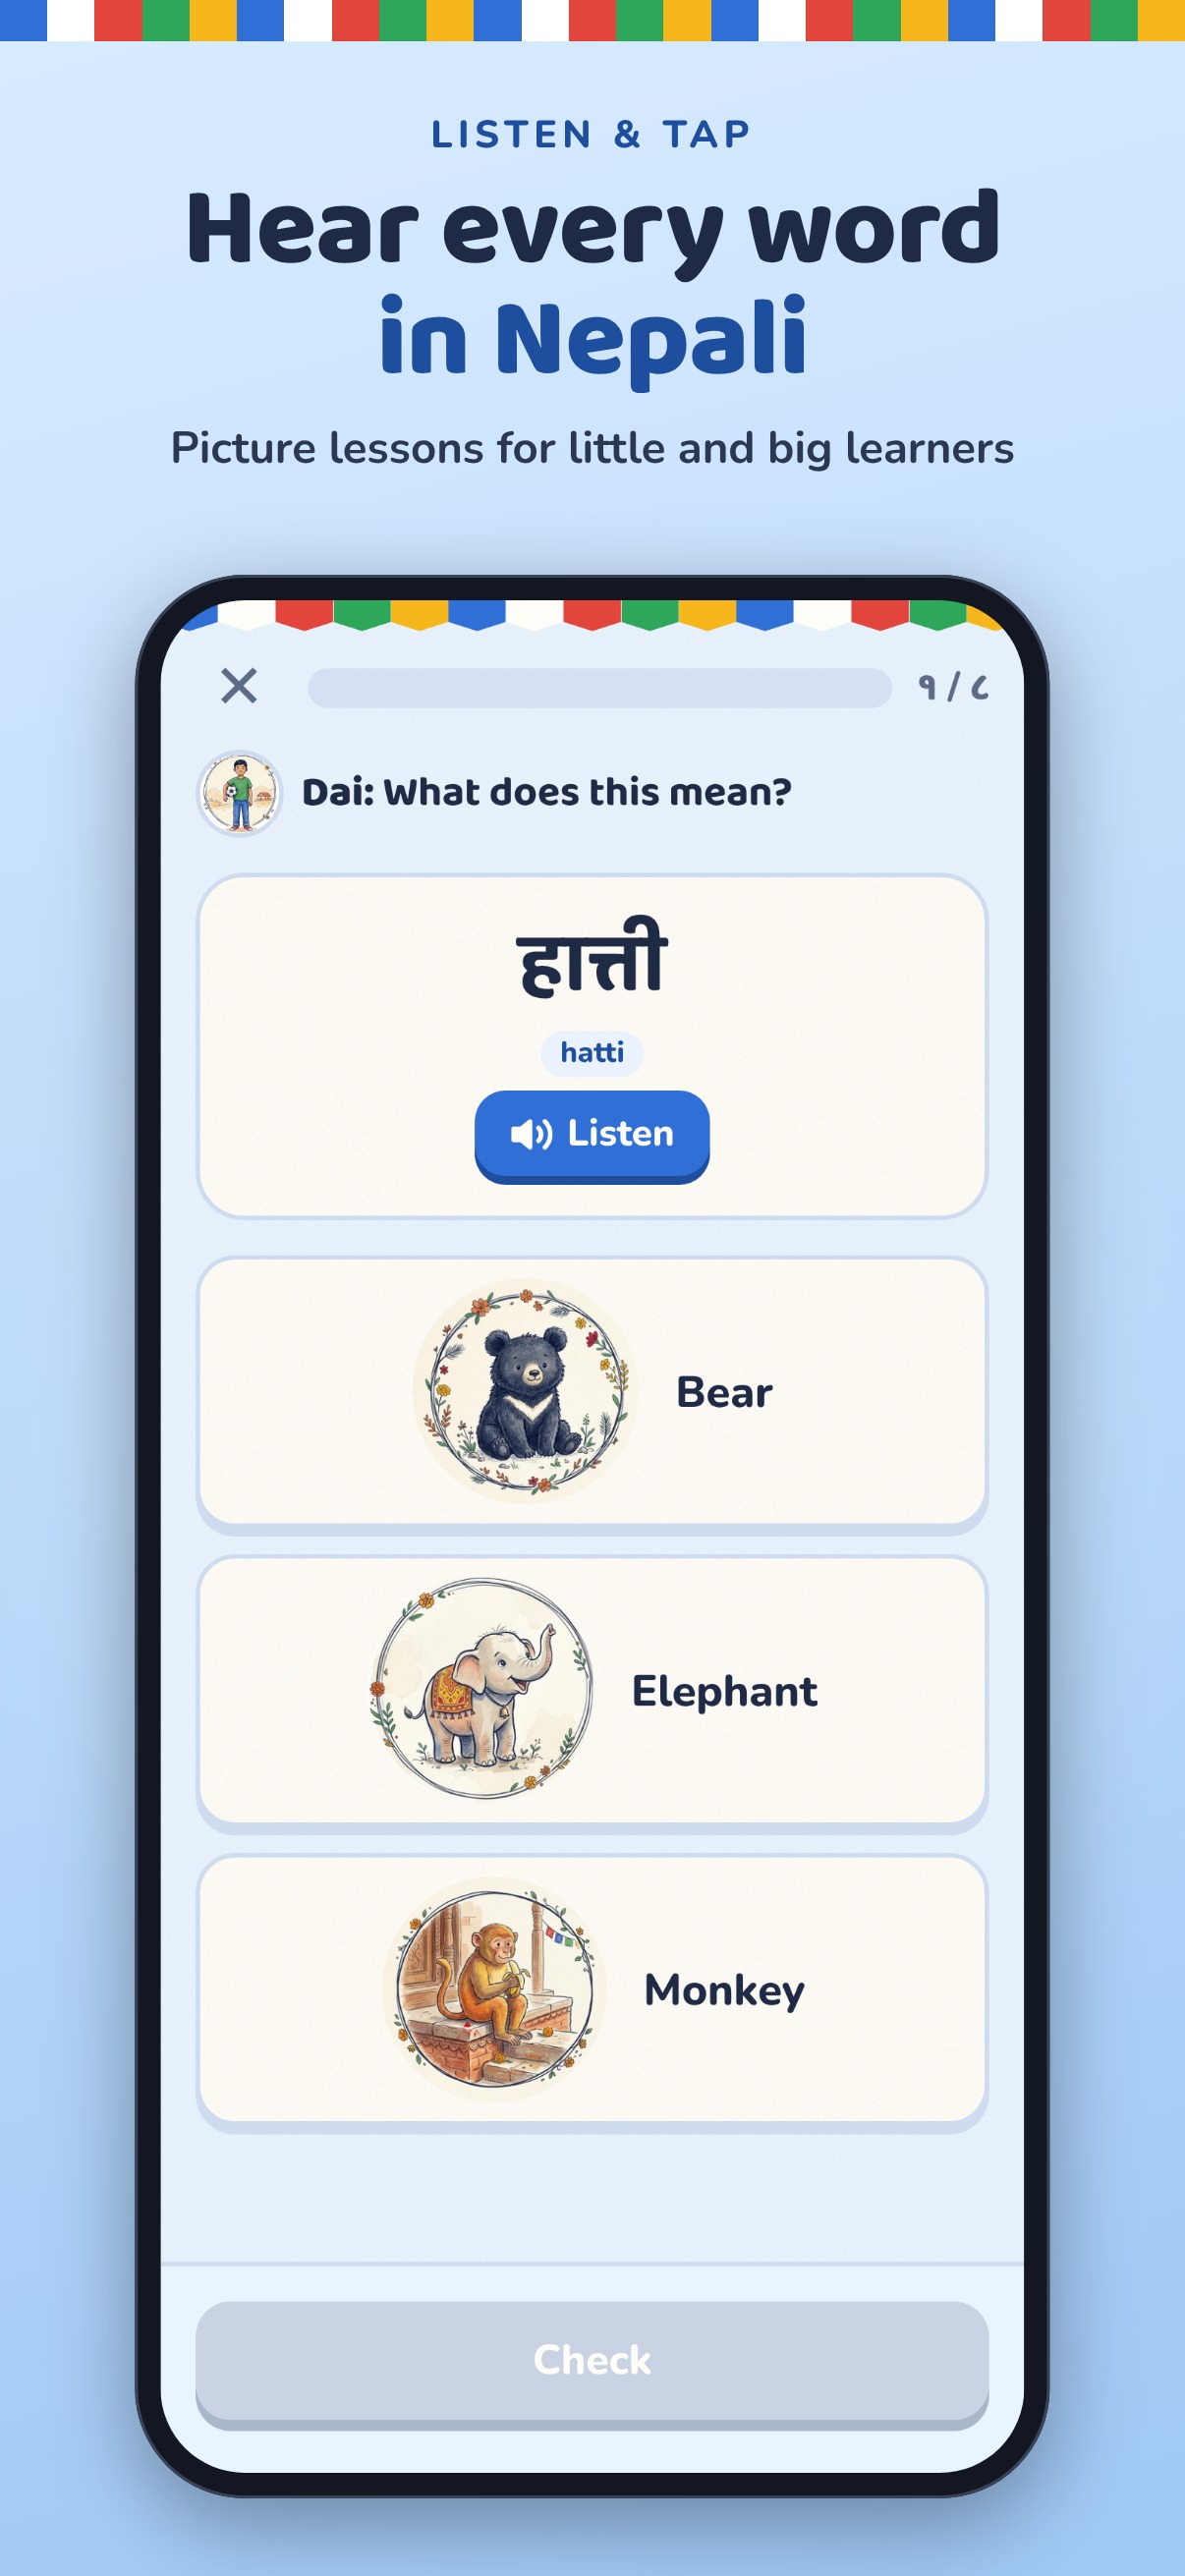 LISTEN & TAP
Hear every word
in Nepali
Picture lessons for little and big learners
१ / ८
Dai: What does this mean?
हात्ती
hatti
Listen
Bear
Elephant
Monkey
Check